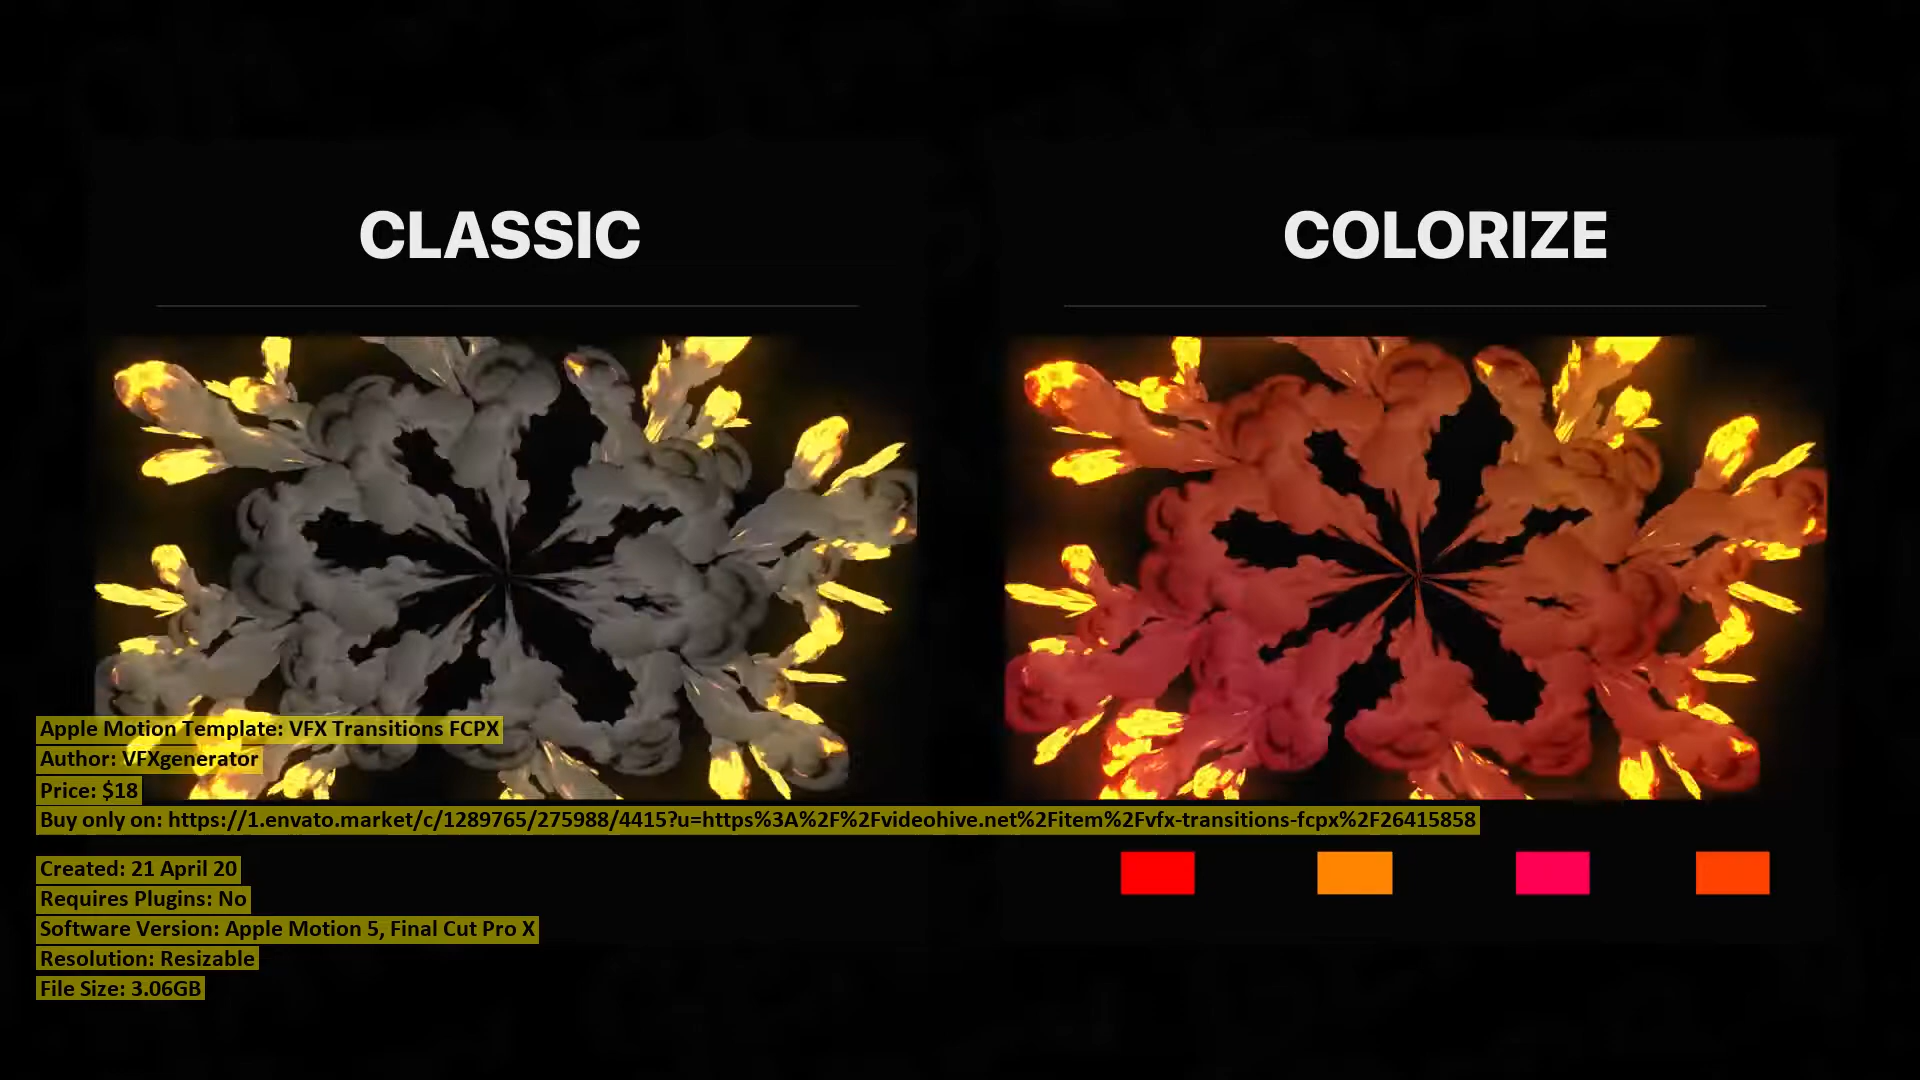 CLASSIC
COLORIZE
Apple Motion Template: VFX Transitions FCPX
Author: VFXgenerator
Price: $18
Buy only on: https://1.envato.market/c/1289765/275988/4415?u=https%3A%2F%2Fvideohive.net%2Fitem%2Fvfx-transitions-fcpx%2F26415858
Created: 21 April 20
Requires Plugins: No
Software Version: Apple Motion 5, Final Cut Pro X
Resolution: Resizable
File Size: 3.06GB